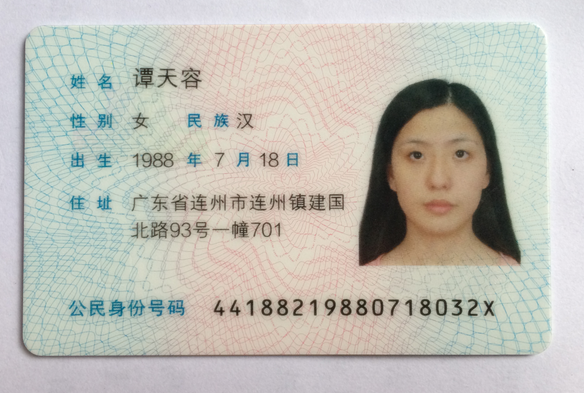 姓名 谭天容
性别 女 民族 汉
出生 1988 年 7 月 18 日
住址 广东省连州市连州镇建国
北路93号一幢701
公民身份号码 44188219880718032X